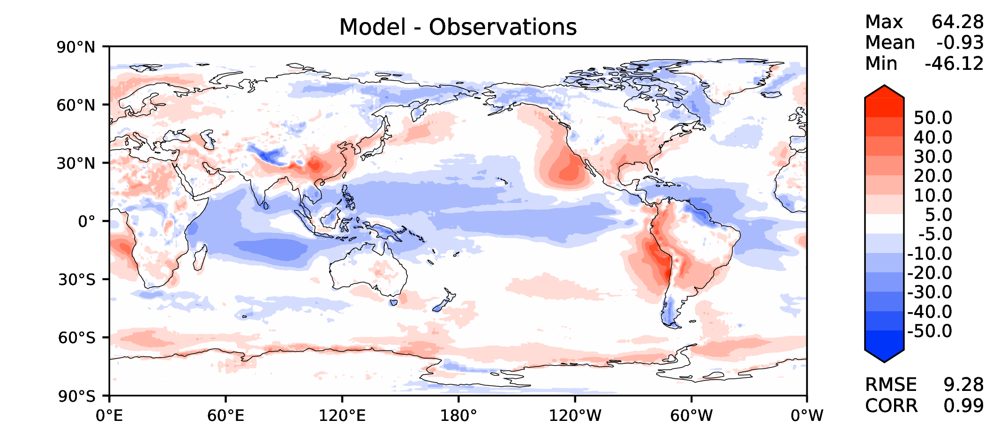 Model - Observations
Max 64.28
Mean -0.93
Min -46.12
90°N
60°N
30°N
0°
30°S
60°S
90°S
0°E 60°E 120°E 180° 120°W 60°W 0°W
50.0
40.0
30.0
20.0
10.0
5.0
-5.0
-10.0
-20.0
-30.0
-40.0
-50.0
RMSE 9.28
CORR 0.99